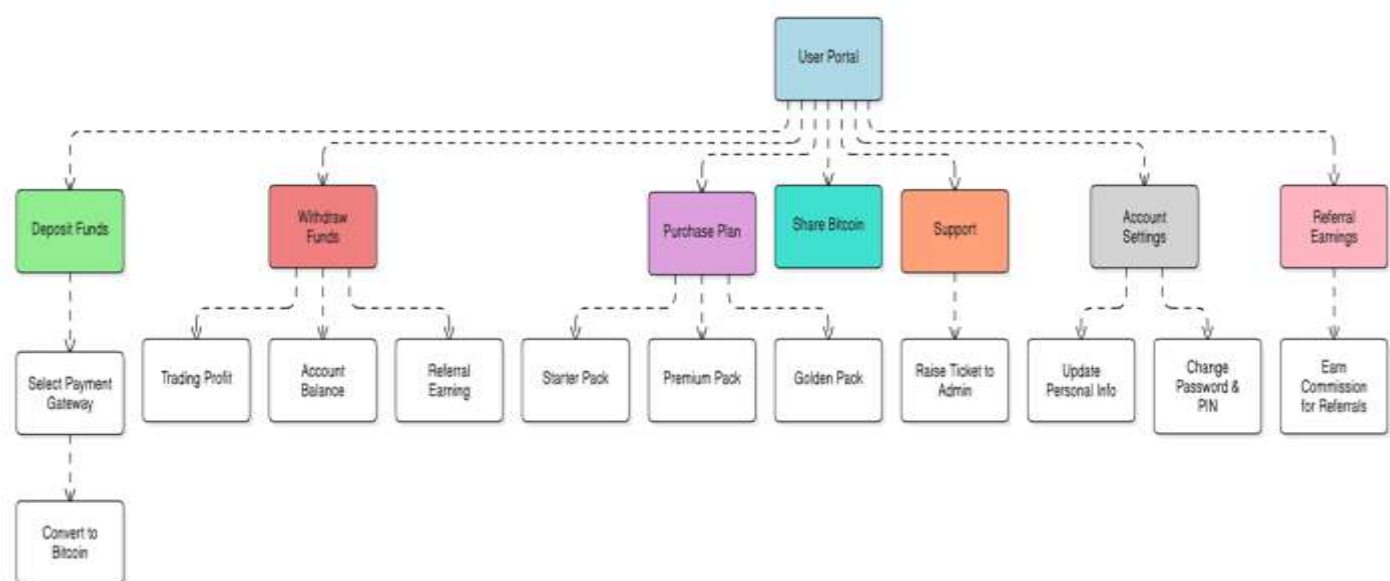 User Portal
Deposit Funds
Withdraw
Funds
Purchase Plan
Share Bitcoin
Support
Account
Settings
Referral
Earnings
Select Payment
Gateway
Trading Profit
Account
Balance
Referral
Earning
Starter Pack
Premium Pack
Golden Pack
Raise Ticket to
Admin
Update
Personal Info
Change
Password &
PIN
Earn
Commission
for Referrals
Convert to
Bitcoin